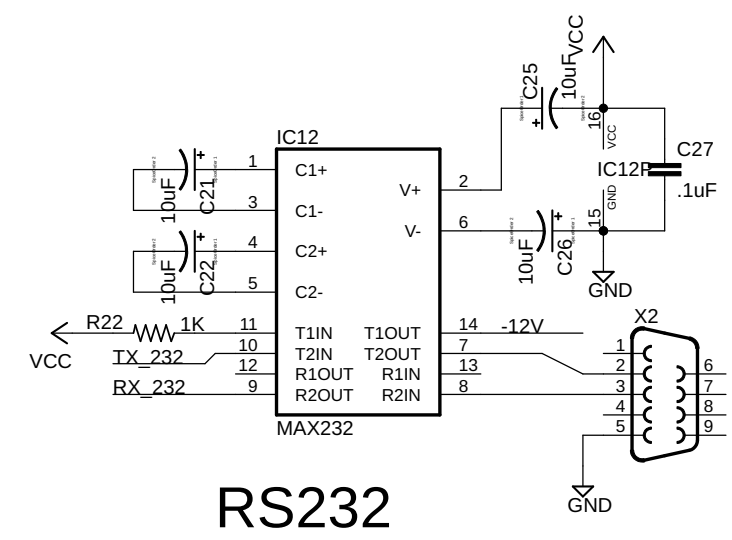 VCC
C25
10uF
16
VCC
IC12P
GND
15
C27
.1uF
GND
IC12
1
C1+
3
C1-
4
C2+
5
C2-
11
T1IN
10
T2IN
12
R1OUT
9
R2OUT
MAX232
V+
2
V-
6
T1OUT
14
-12V
T2OUT
7
R1IN
13
R2IN
8
10uF
C21
10uF
C22
10uF
C26
R22
1K
VCC
TX_232
RX_232
X2
1
2
3
4
5
6
7
8
9
GND
RS232